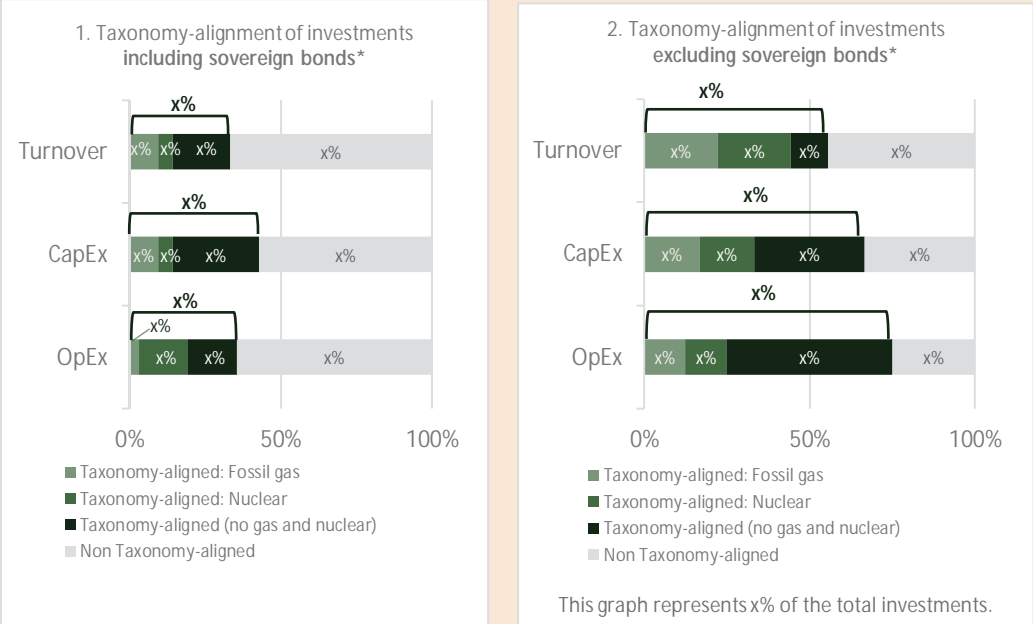 1. Taxonomy-alignment of investments
including sovereign bonds*
x%
Turnover
x% x% x% x%
x%
CapEx
x% x% x% x%
x%
x%
OpEx
x% x% x%
0% 50% 100%
Taxonomy-aligned: Fossil gas
Taxonomy-aligned: Nuclear
Taxonomy-aligned (no gas and nuclear)
Non Taxonomy-aligned
2. Taxonomy-alignment of investments
excluding sovereign bonds*
x%
Turnover
x% x% x% x%
x%
CapEx
x% x% x% x%
x%
OpEx
x% x% x% x%
0% 50% 100%
Taxonomy-aligned: Fossil gas
Taxonomy-aligned: Nuclear
Taxonomy-aligned (no gas and nuclear)
Non Taxonomy-aligned
This graph represents x% of the total investments.